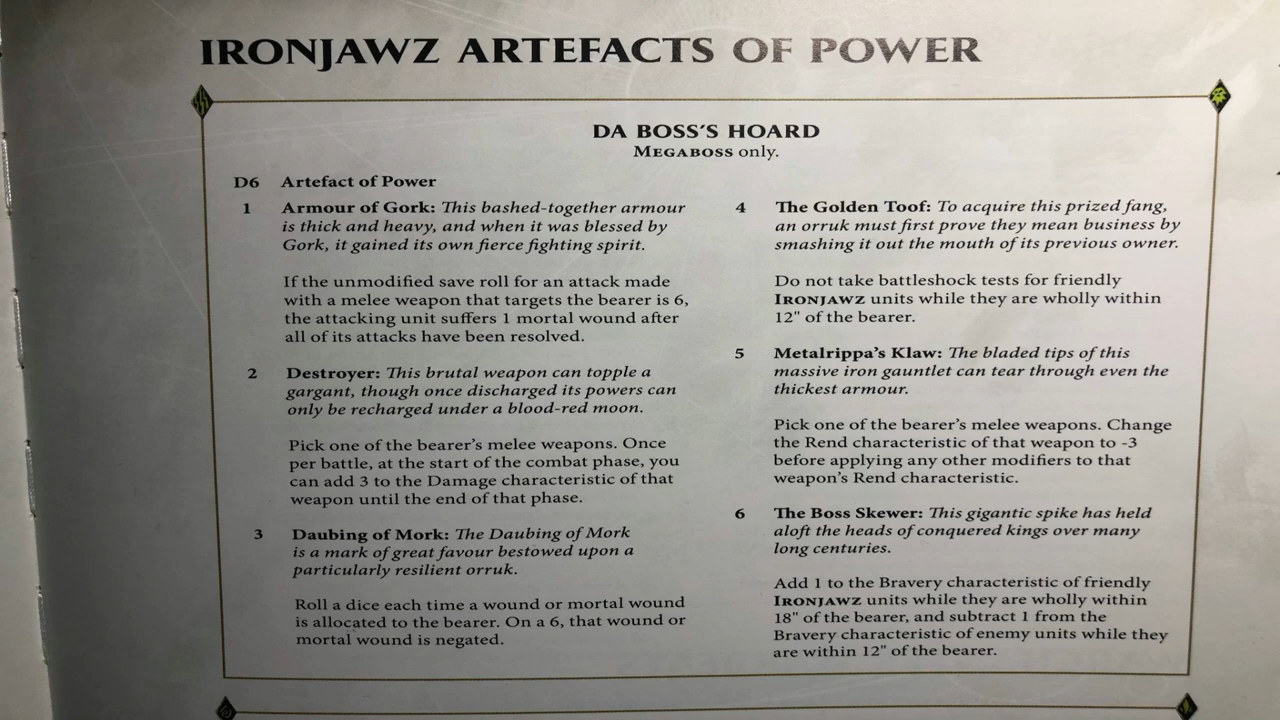 IRONJAWZ ARTEFACTS OF POWER
DA BOSS'S HOARD
MEGABOSS only.
D6 Artefact of Power
1 Armour of Gork: This bashed-together armour
is thick and heavy, and when it was blessed by
Gork, it gained its own fierce fighting spirit.
If the unmodified save roll for an attack made
with a melee weapon that targets the bearer is 6,
the attacking unit suffers 1 mortal wound after
all of its attacks have been resolved.
2 Destroyer: This brutal weapon can topple a
gargant, though once discharged its powers can
only be recharged under a blood-red moon.
Pick one of the bearer's melee weapons. Once
per battle, at the start of the combat phase, you
can add 3 to the Damage characteristic of that
weapon until the end of that phase.
3 Daubing of Mork: The Daubing of Mork
is a mark of great favour bestowed upon a
particularly resilient orruk.
Roll a dice each time a wound or mortal wound
is allocated to the bearer. On a 6, that wound or
mortal wound is negated.
4 The Golden Toof: To acquire this prized fang,
an orruk must first prove they mean business by
smashing it out the mouth of its previous owner.
Do not take battleshock tests for friendly
IRONJAWZ units while they are wholly within
12" of the bearer.
5 Metalrippa's Klaw: The bladed tips of this
massive iron gauntlet can tear through even the
thickest armour.
Pick one of the bearer's melee weapons. Change
the Rend characteristic of that weapon to -3
before applying any other modifiers to that
weapon's Rend characteristic.
6 The Boss Skewer: This gigantic spike has held
aloft the heads of conquered kings over many
long centuries.
Add 1 to the Bravery characteristic of friendly
IRONJAWZ units while they are wholly within
18" of the bearer, and subtract 1 from the
Bravery characteristic of enemy units while they
are within 12" of the bearer.